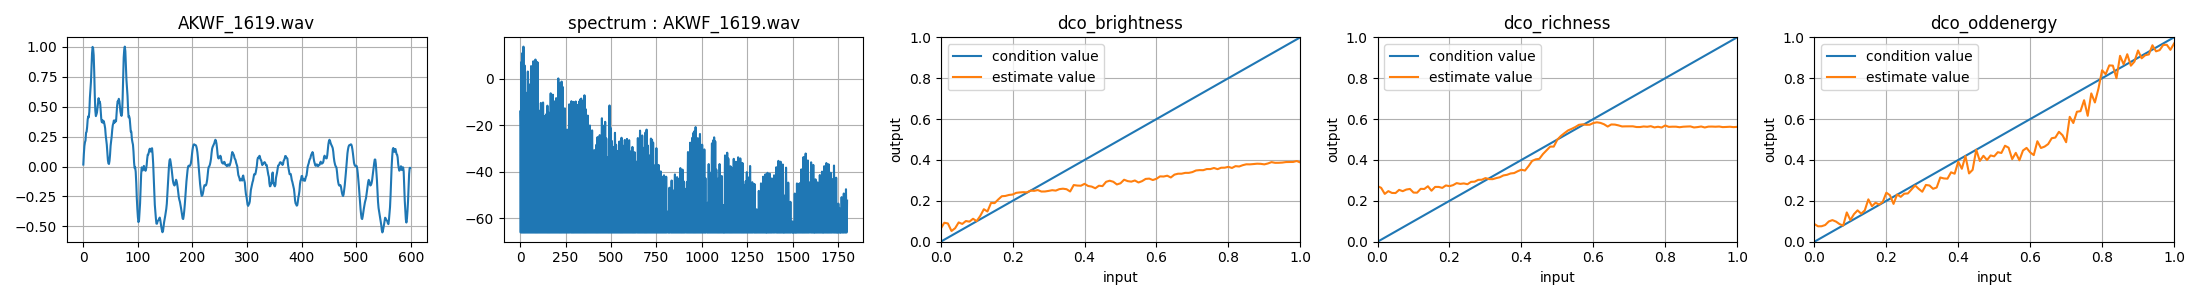 AKWF_1619.wav
1.00
0.75
0.50
0.25
0.00
−0.25
−0.50
0 100 200 300 400 500 600
spectrum : AKWF_1619.wav
0
−20
−40
−60
0 250 500 750 1000 1250 1500 1750
dco_brightness
condition value
estimate value
output
1.0
0.8
0.6
0.4
0.2
0.0
0.0 0.2 0.4 0.6 0.8 1.0
input
dco_richness
condition value
estimate value
output
1.0
0.8
0.6
0.4
0.2
0.0
0.0 0.2 0.4 0.6 0.8 1.0
input
dco_oddenergy
condition value
estimate value
output
1.0
0.8
0.6
0.4
0.2
0.0
0.0 0.2 0.4 0.6 0.8 1.0
input